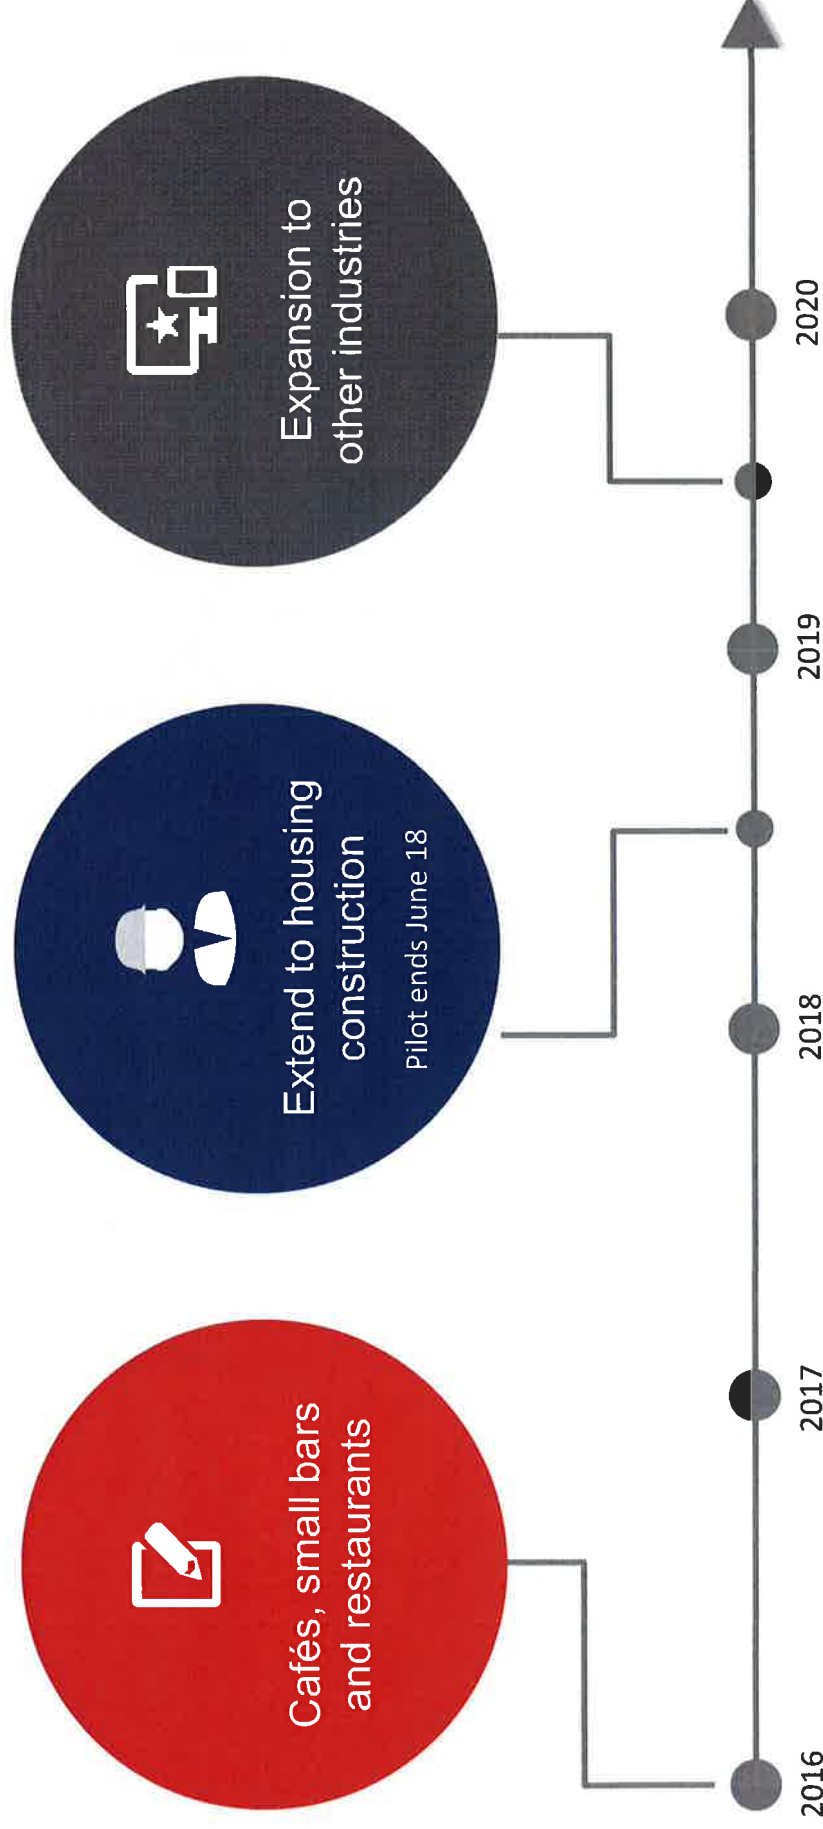 Cafés, small bars
and restaurants
Extend to housing
construction
Pilot ends June 18
Expansion to
other industries
2016
2017
2018
2019
2020